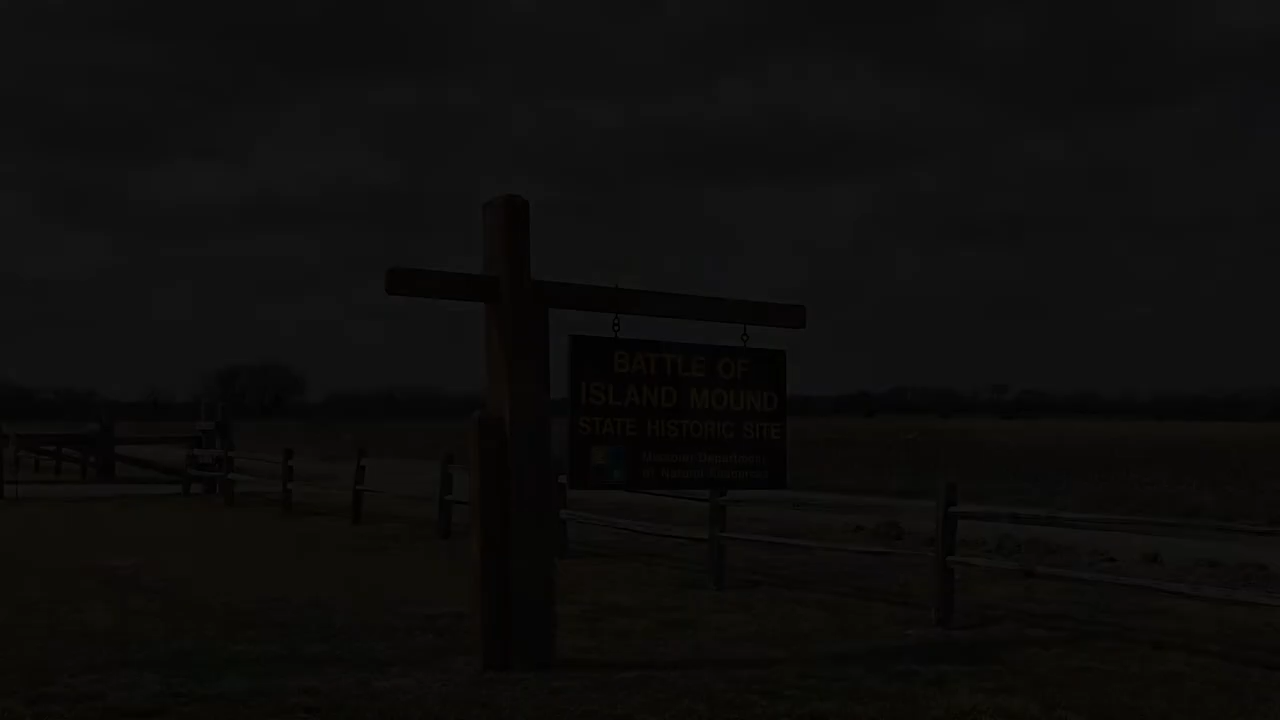 BATTLE OF
ISLAND MOUND
STATE HISTORIC SITE
Missouri Department
of Natural Resources